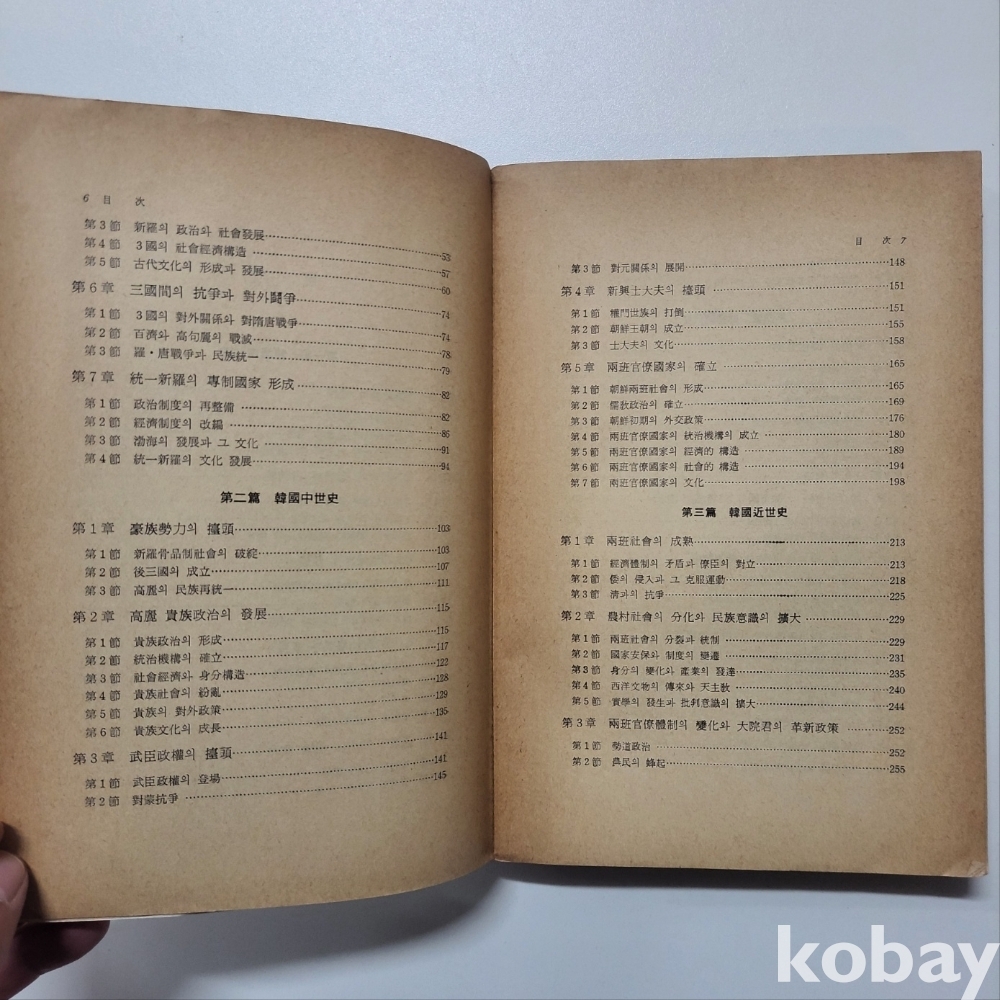 6 目 次
第3節 新羅의 政治와 社會發展 53
第4節 3國의 社會經濟構造 57
第5節 古代文化의 形成과 發展 60
第6章 三國間의 抗爭과 對外鬪爭 74
第1節 3國의 對外關係와 對隋唐戰爭 74
第2節 百濟와 高句麗의 戰滅 78
第3節 羅·唐戰爭과 民族統一 79
第7章 統一新羅의 專制國家 形成 82
第1節 政治制度의 再整備 82
第2節 經濟制度의 改編 86
第3節 渤海의 發展과 그 文化 91
第4節 統一新羅의 文化 發展 94
第二篇 韓國中世史
第1章 豪族勢力의 擡頭 103
第1節 新羅骨品制社會의 破綻 103
第2節 後三國의 成立 107
第3節 高麗의 民族再統一 111
第2章 高麗 貴族政治의 發展 115
第1節 貴族政治의 形成 115
第2節 統治機構의 確立 117
第3節 社會經濟와 身分構造 122
第4節 貴族社會의 紛亂 128
第5節 貴族의 對外政策 129
第6節 貴族文化의 成長 135
第3章 武臣政權의 擡頭 141
第1節 武臣政權의 登場 141
第2節 對蒙抗爭 145
目 次 7
第3節 對元關係의 展開 148
第4章 新興士大夫의 擡頭 151
第1節 權門世族의 打倒 151
第2節 朝鮮王朝의 成立 155
第3節 士大夫의 文化 158
第5章 兩班官僚國家의 確立 165
第1節 朝鮮兩班社會의 形成 165
第2節 儒敎政治의 確立 169
第3節 朝鮮初期의 外交政策 176
第4節 兩班官僚國家의 統治機構의 成立 180
第5節 兩班官僚國家의 經濟的 構造 189
第6節 兩班官僚國家의 社會的 構造 194
第7節 兩班官僚國家의 文化 198
第三篇 韓國近世史
第1章 兩班社會의 成熟 213
第1節 經濟體制의 矛盾과 僚臣의 對立 213
第2節 倭의 侵入과 그 克服運動 218
第3節 淸과의 抗爭 225
第2章 農村社會의 分化와 民族意識의 擴大 229
第1節 兩班社會의 分裂과 統制 229
第2節 國家安保와 制度의 變遷 231
第3節 身分의 變化와 產業의 發達 235
第4節 西洋文物의 傳來와 天主敎 240
第5節 實學의 發生과 批判意識의 擴大 244
第3章 兩班官僚體制의 變化와 大院君의 革新政策 252
第1節 勢道政治 252
第2節 農民의 蜂起 255
kobay